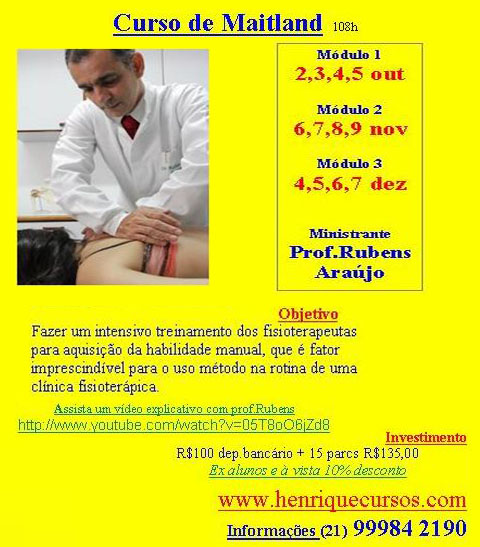 Curso de Maitland 108h
Módulo 1
2,3,4,5 out
Módulo 2
6,7,8,9 nov
Módulo 3
4,5,6,7 dez
Ministrante
Prof.Rubens
Araújo
Objetivo
Fazer um intensivo treinamento dos fisioterapeutas
para aquisição da habilidade manual, que é fator
imprescindível para o uso método na rotina de uma
clínica fisioterápica.
Assista um vídeo explicativo com prof.Rubens
http://www.youtube.com/watch?v=05T8oO6jZd8
Investimento
R$100 dep.bancário + 15 parcs R$135,00
Ex alunos e à vista 10% desconto
www.henriquecursos.com
Informações (21) 99984 2190